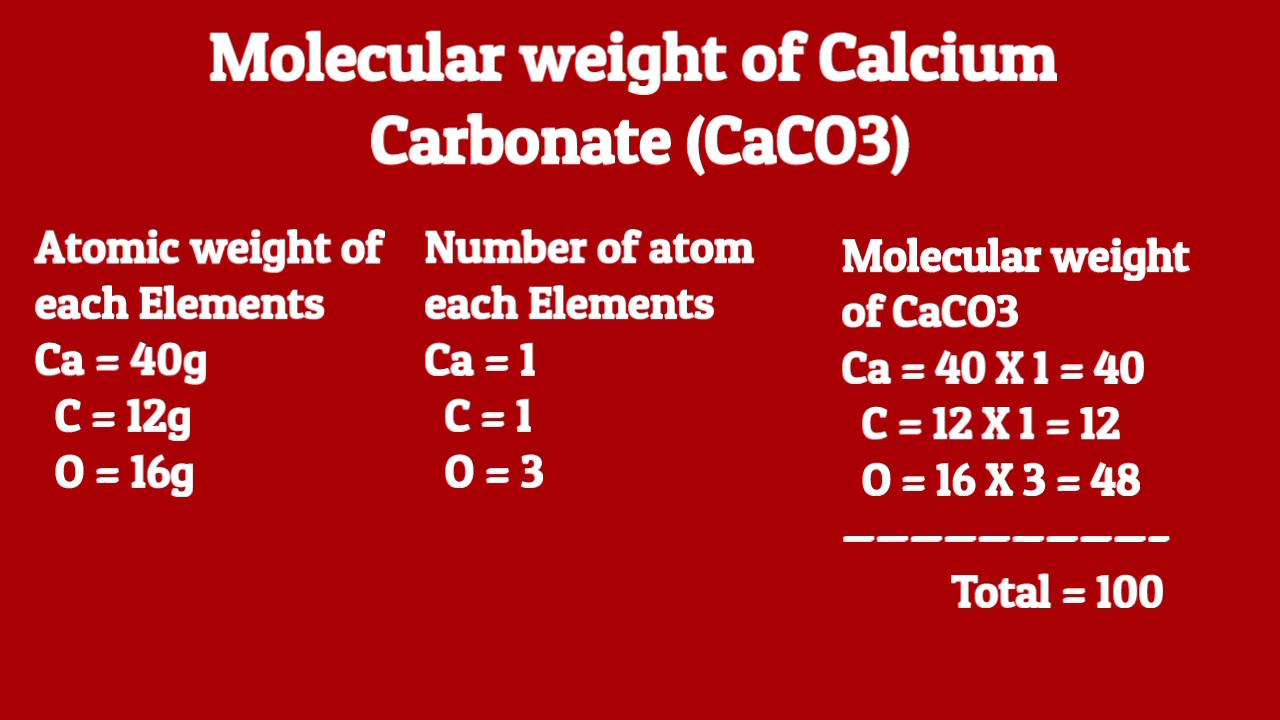 Molecular weight of Calcium
Carbonate (CaCO3)
Atomic weight of
each Elements
Ca = 40g
C = 12g
O = 16g
Number of atom
each Elements
Ca = 1
C = 1
O = 3
Molecular weight
of CaCO3
Ca = 40 X 1 = 40
C = 12 X 1 = 12
O = 16 X 3 = 48
——————————-
Total = 100